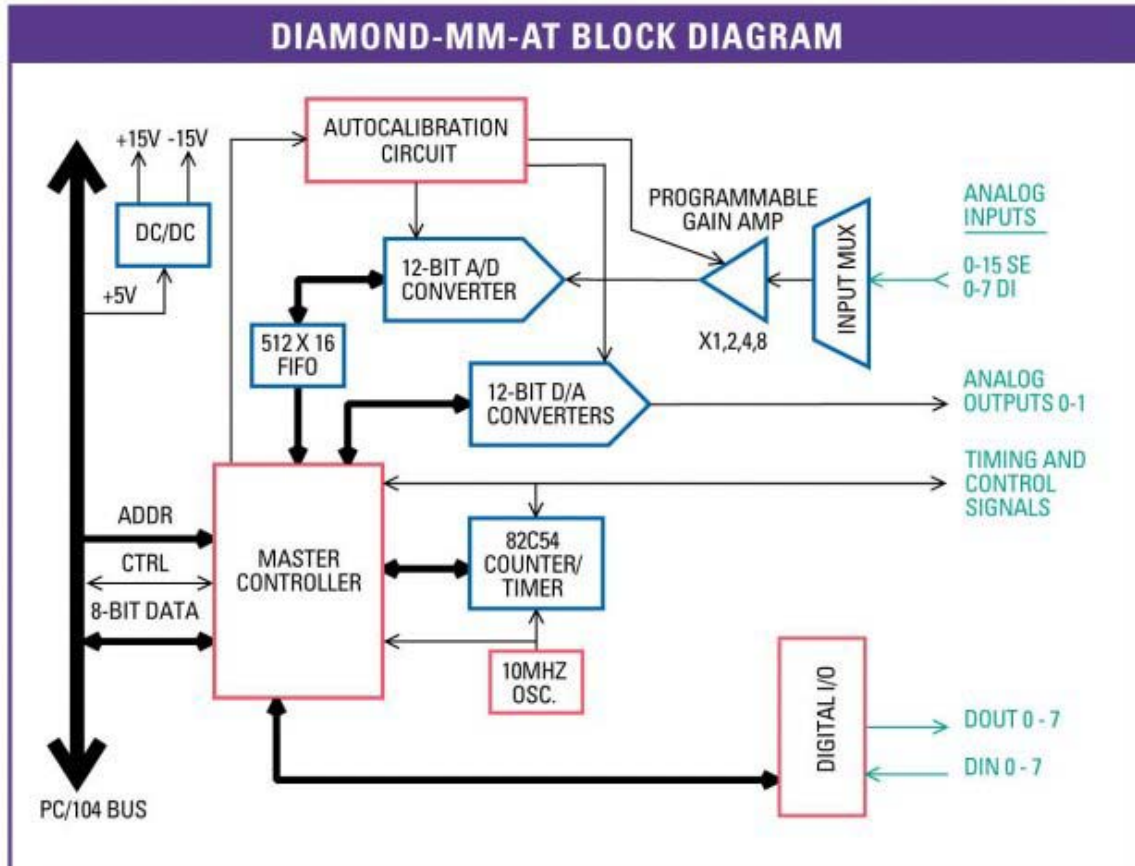 DIAMOND-MM-AT BLOCK DIAGRAM
+15V -15V
DC/DC
+5V
AUTOCALIBRATION
CIRCUIT
PROGRAMMABLE
GAIN AMP
X1,2,4,8
INPUT MUX
ANALOG
INPUTS
0-15 SE
0-7 DI
12-BIT A/D
CONVERTER
512 X 16
FIFO
12-BIT D/A
CONVERTERS
ANALOG
OUTPUTS 0-1
TIMING AND
CONTROL
SIGNALS
ADDR
CTRL
8-BIT DATA
MASTER
CONTROLLER
82C54
COUNTER/
TIMER
10MHZ
OSC.
DIGITAL I/O
DOUT 0 - 7
DIN 0 - 7
PC/104 BUS